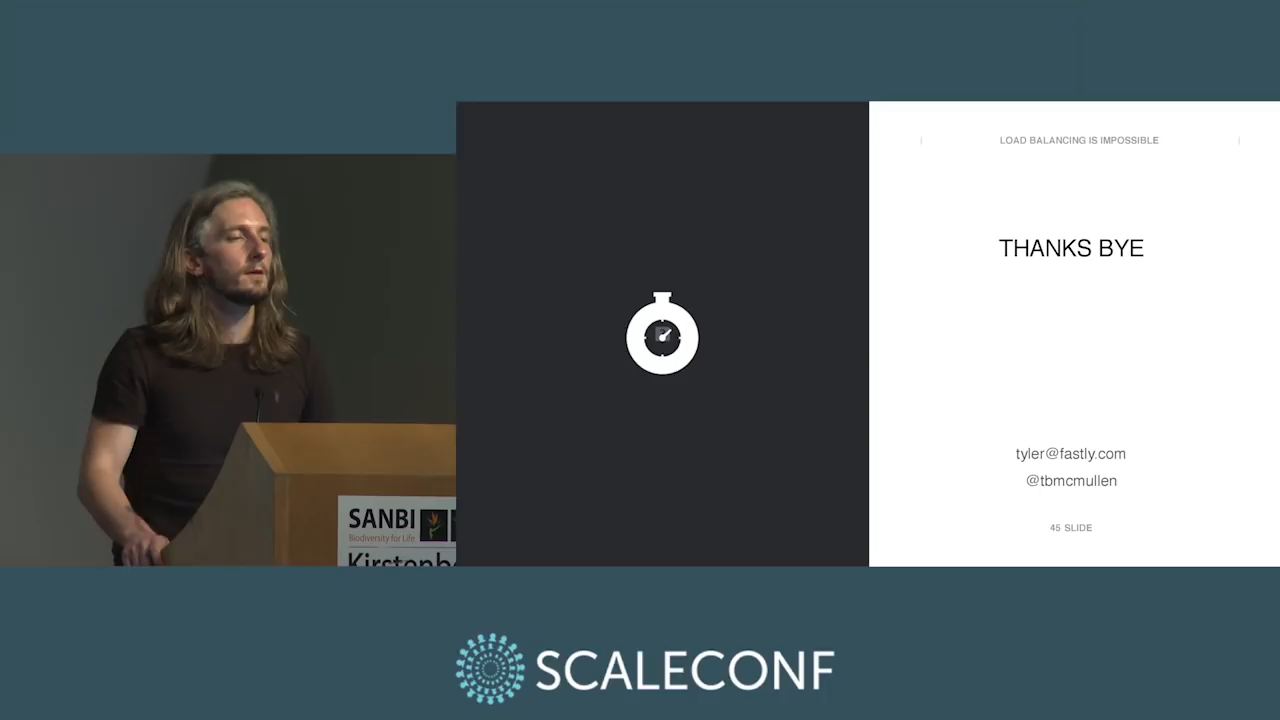 LOAD BALANCING IS IMPOSSIBLE
THANKS BYE
tyler@fastly.com
@tbmcmullen
45 SLIDE
SANBI
Biodiversity for Life
SCALECONF